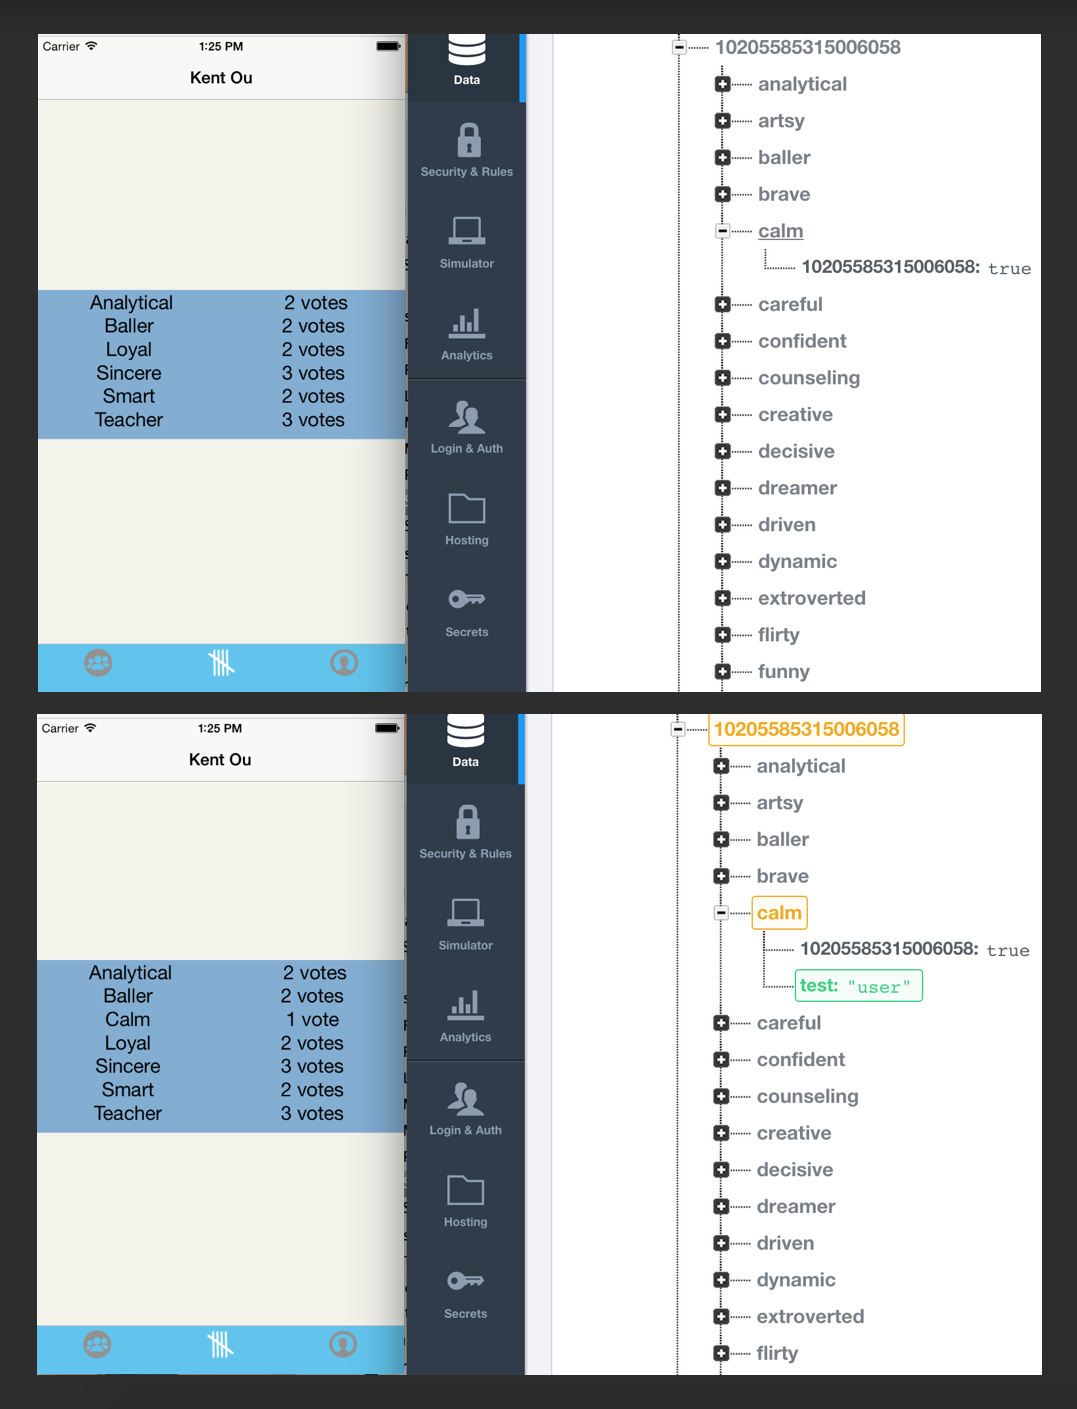 Carrier 1:25 PM
Kent Ou
Analytical 2 votes
Baller 2 votes
Loyal 2 votes
Sincere 3 votes
Smart 2 votes
Teacher 3 votes
Data
Security & Rules
Simulator
Analytics
Login & Auth
Hosting
Secrets
10205585315006058
analytical
artsy
baller
brave
calm
10205585315006058: true
careful
confident
counseling
creative
decisive
dreamer
driven
dynamic
extroverted
flirty
funny
Carrier 1:25 PM
Kent Ou
Analytical 2 votes
Baller 2 votes
Calm 1 vote
Loyal 2 votes
Sincere 3 votes
Smart 2 votes
Teacher 3 votes
Data
Security & Rules
Simulator
Analytics
Login & Auth
Hosting
Secrets
10205585315006058
analytical
artsy
baller
brave
calm
10205585315006058: true
test: "user"
careful
confident
counseling
creative
decisive
dreamer
driven
dynamic
extroverted
flirty